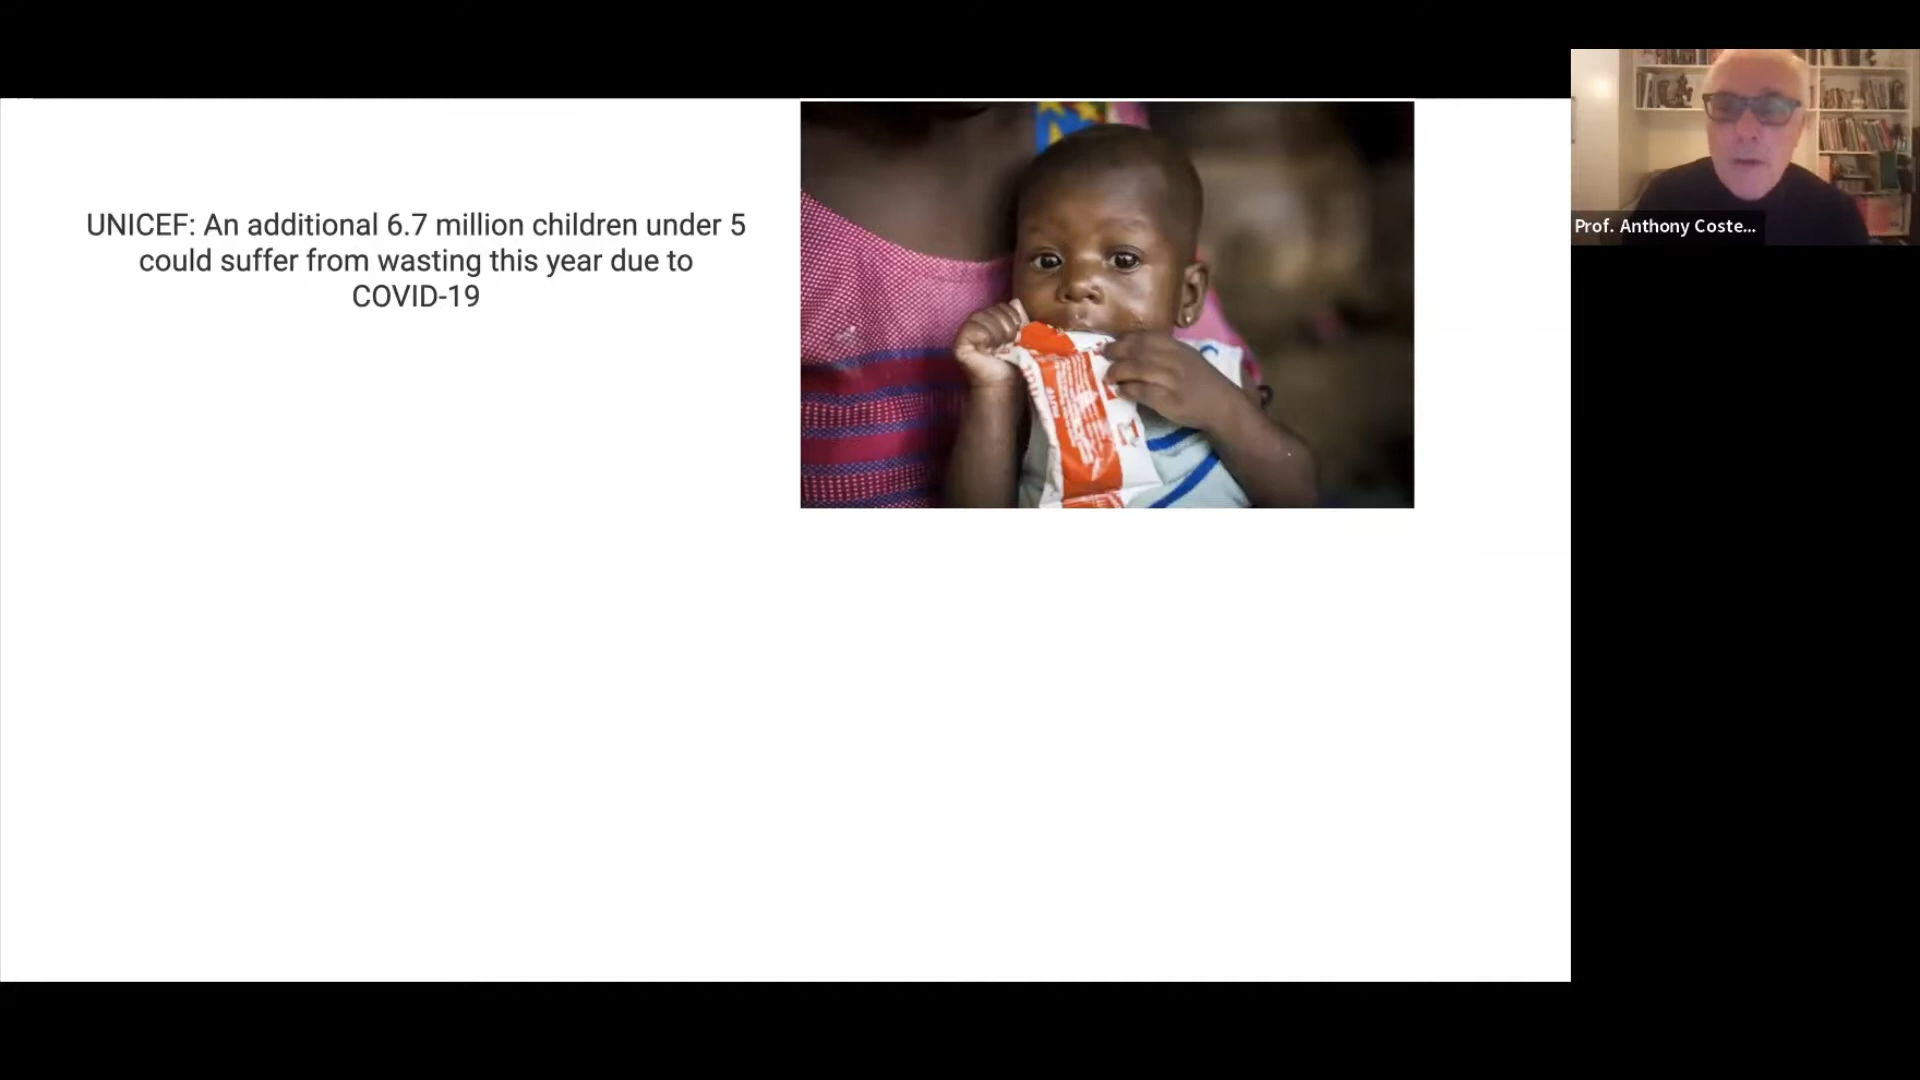 UNICEF: An additional 6.7 million children under 5
could suffer from wasting this year due to
COVID-19
Prof. Anthony Coste...